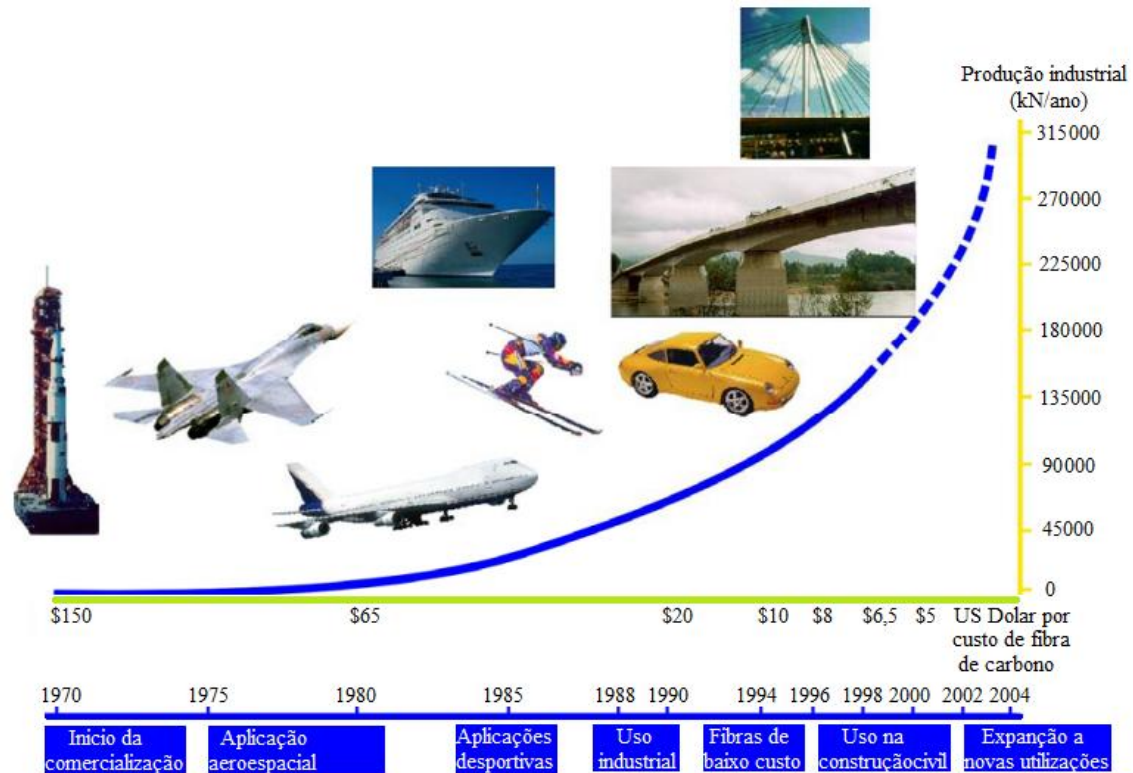 Produção industrial
(kN/ano)
315000
270000
225000
180000
135000
90000
45000
0
$150 $65 $20 $10 $8 $6,5 $5 US Dolar por
custo de fibra
de carbono
1970 1975 1980 1985 1988 1990 1994 1996 1998 2000 2002 2004
Inicio da Aplicação Aplicações Uso Fibras de Uso na Expanção a
comercialização aeroespacial desportivas industrial baixo custo construçãocivil novas utilizações